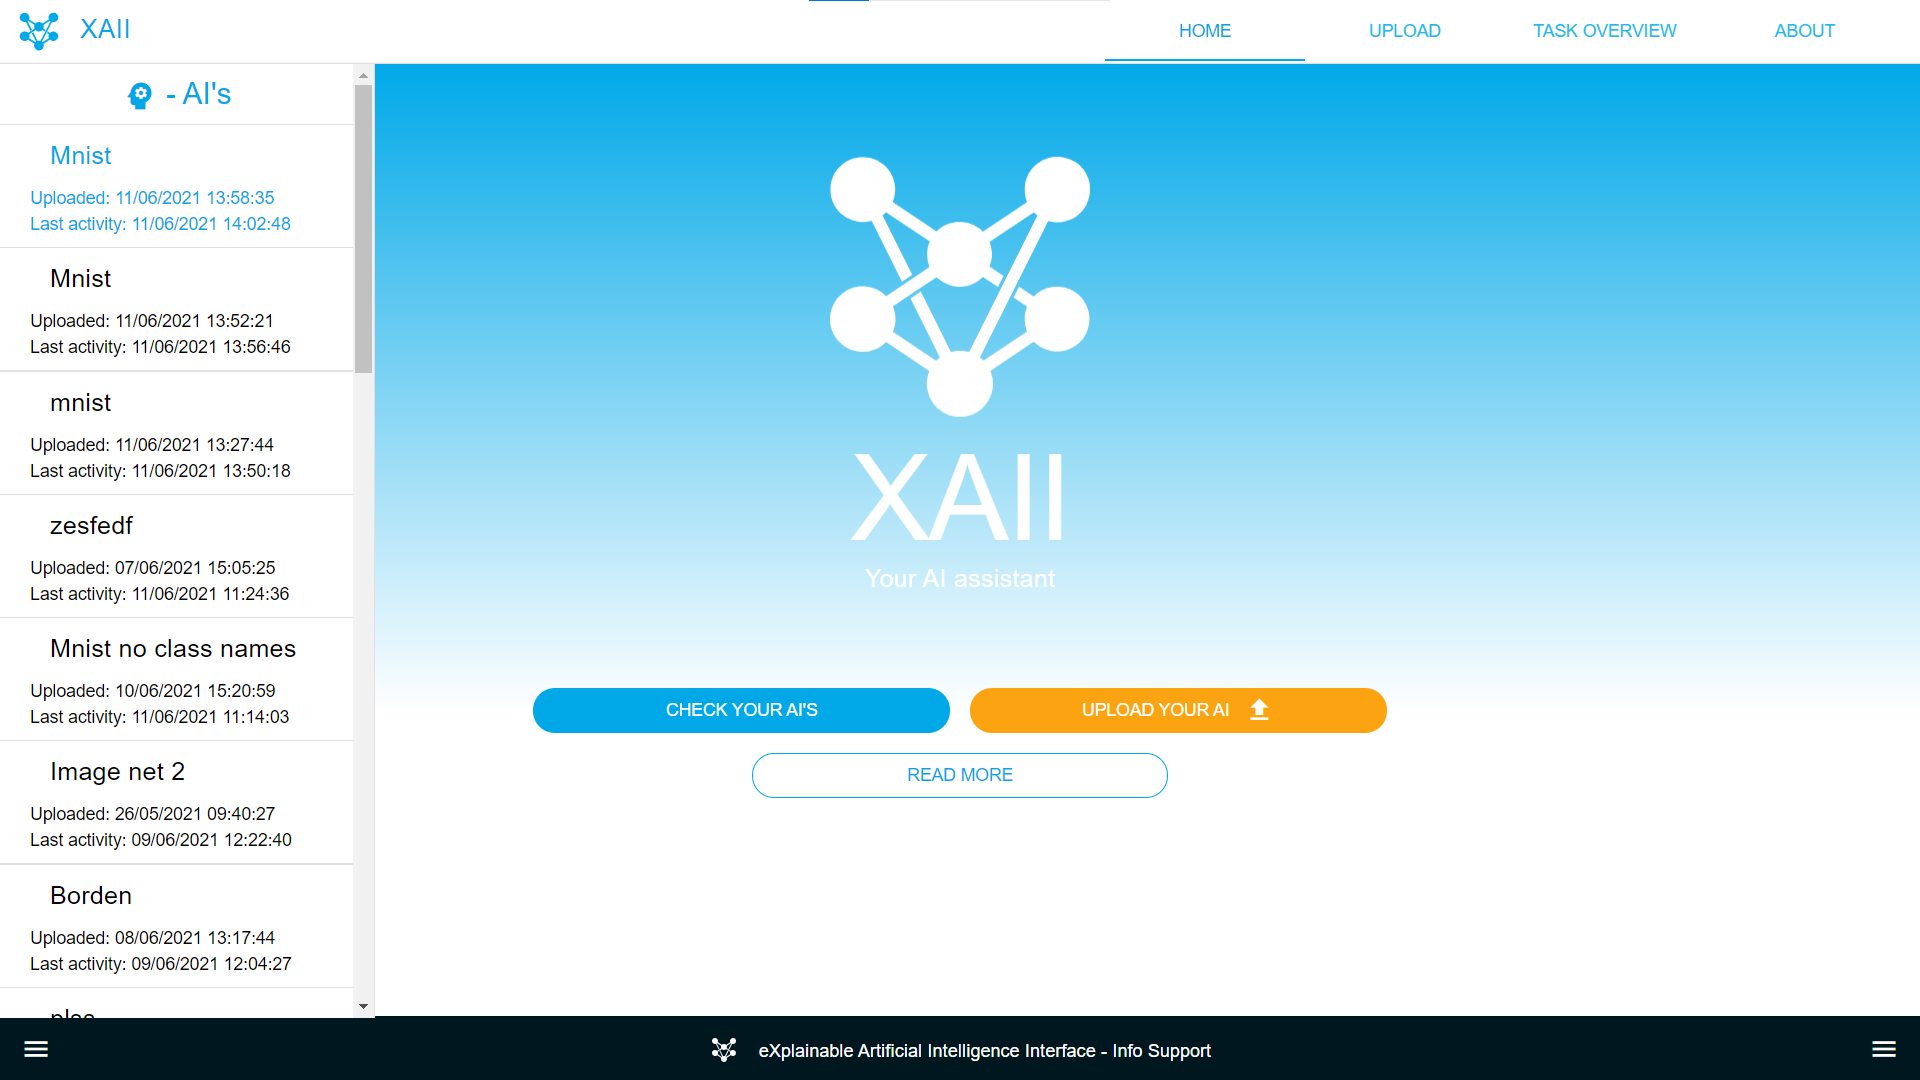 XAII
HOME
UPLOAD
TASK OVERVIEW
ABOUT
- AI's
Mnist
Uploaded: 11/06/2021 13:58:35
Last activity: 11/06/2021 14:02:48
Mnist
Uploaded: 11/06/2021 13:52:21
Last activity: 11/06/2021 13:56:46
mnist
Uploaded: 11/06/2021 13:27:44
Last activity: 11/06/2021 13:50:18
zesfedf
Uploaded: 07/06/2021 15:05:25
Last activity: 11/06/2021 11:24:36
Mnist no class names
Uploaded: 10/06/2021 15:20:59
Last activity: 11/06/2021 11:14:03
Image net 2
Uploaded: 26/05/2021 09:40:27
Last activity: 09/06/2021 12:22:40
Borden
Uploaded: 08/06/2021 13:17:44
Last activity: 09/06/2021 12:04:27
XAII
Your AI assistant
CHECK YOUR AI'S
UPLOAD YOUR AI
READ MORE
eXplainable Artificial Intelligence Interface - Info Support